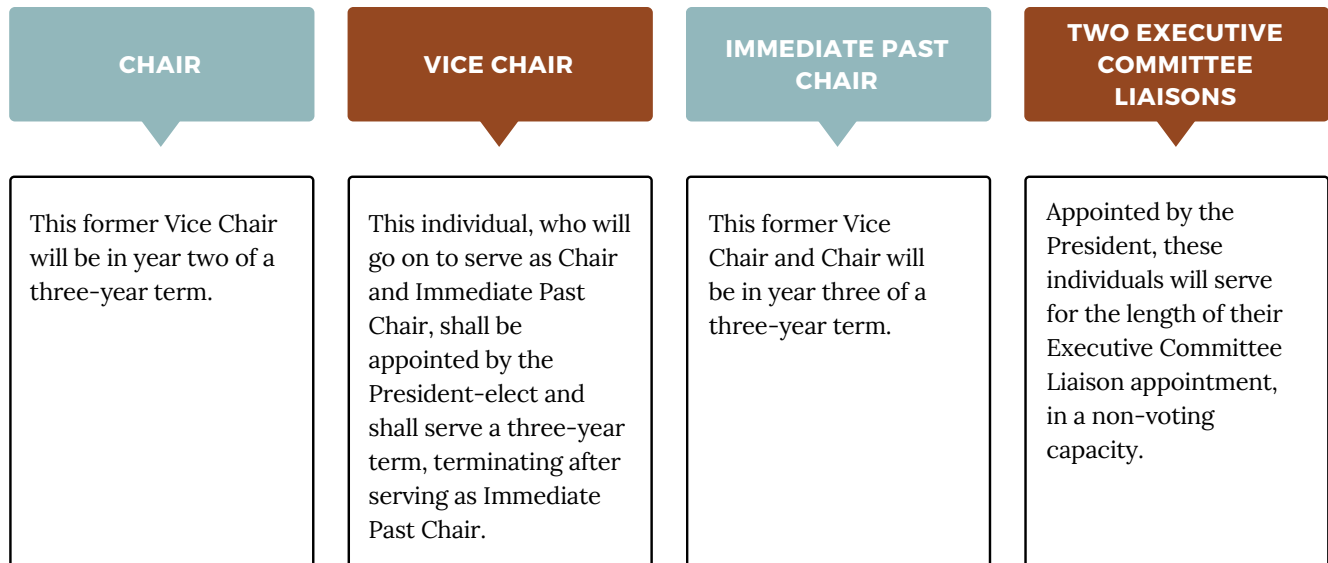 CHAIR
This former Vice Chair
will be in year two of a
three-year term.
VICE CHAIR
This individual, who will
go on to serve as Chair
and Immediate Past
Chair, shall be
appointed by the
President-elect and
shall serve a three-year
term, terminating after
serving as Immediate
Past Chair.
IMMEDIATE PAST
CHAIR
This former Vice
Chair and Chair will
be in year three of a
three-year term.
TWO EXECUTIVE
COMMITTEE
LIAISONS
Appointed by the
President, these
individuals will serve
for the length of their
Executive Committee
Liaison appointment,
in a non-voting
capacity.